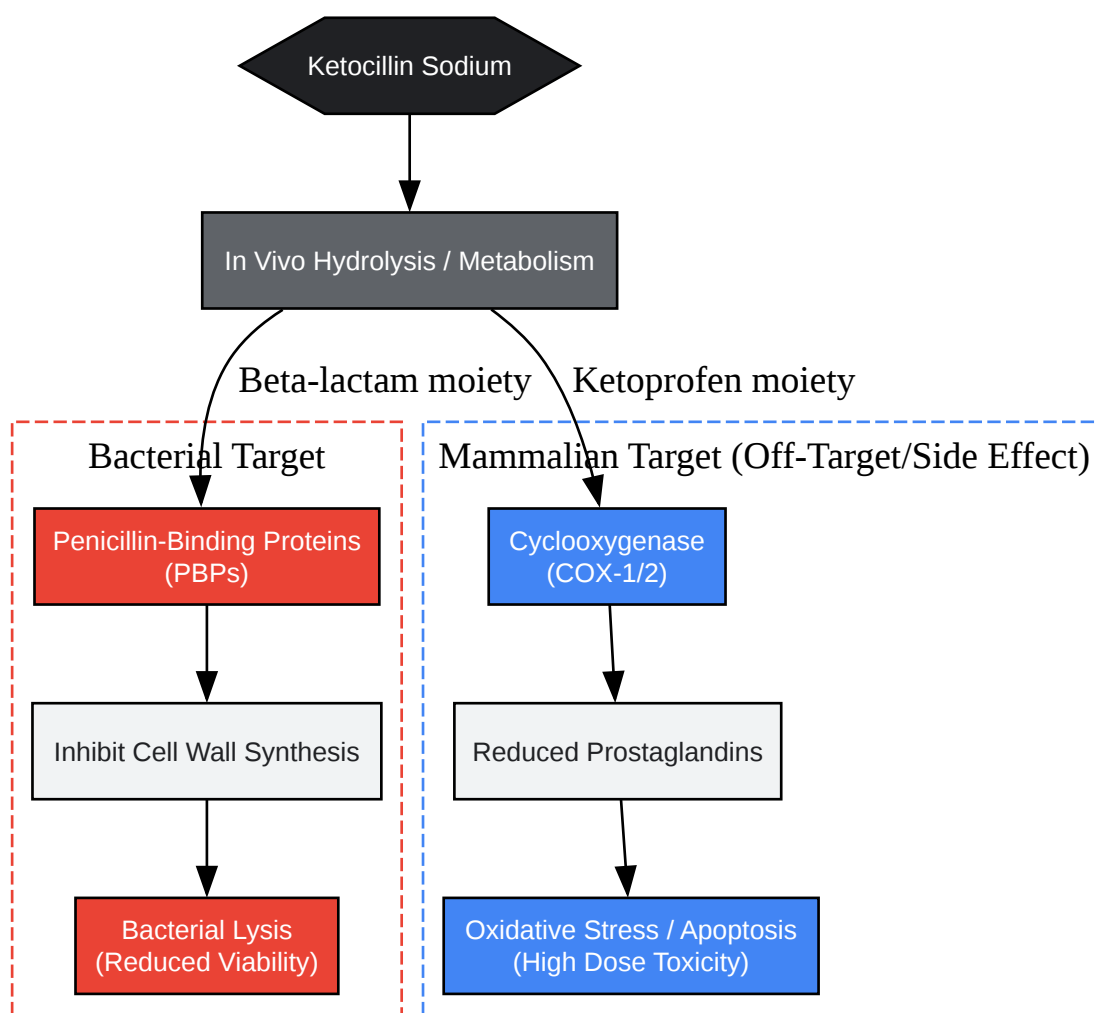 Ketocillin Sodium
In Vivo Hydrolysis / Metabolism
Beta-lactam moiety
Ketoprofen moiety
Bacterial Target
Mammalian Target (Off-Target/Side Effect)
Penicillin-Binding Proteins
(PBPs)
Cyclooxygenase
(COX-1/2)
Inhibit Cell Wall Synthesis
Reduced Prostaglandins
Bacterial Lysis
(Reduced Viability)
Oxidative Stress / Apoptosis
(High Dose Toxicity)